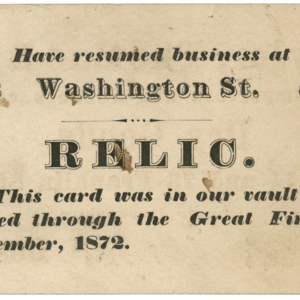 Have resumed business at
Washington St.
RELIC.
This card was in our vault
ed through the Great Fir
ember, 1872.